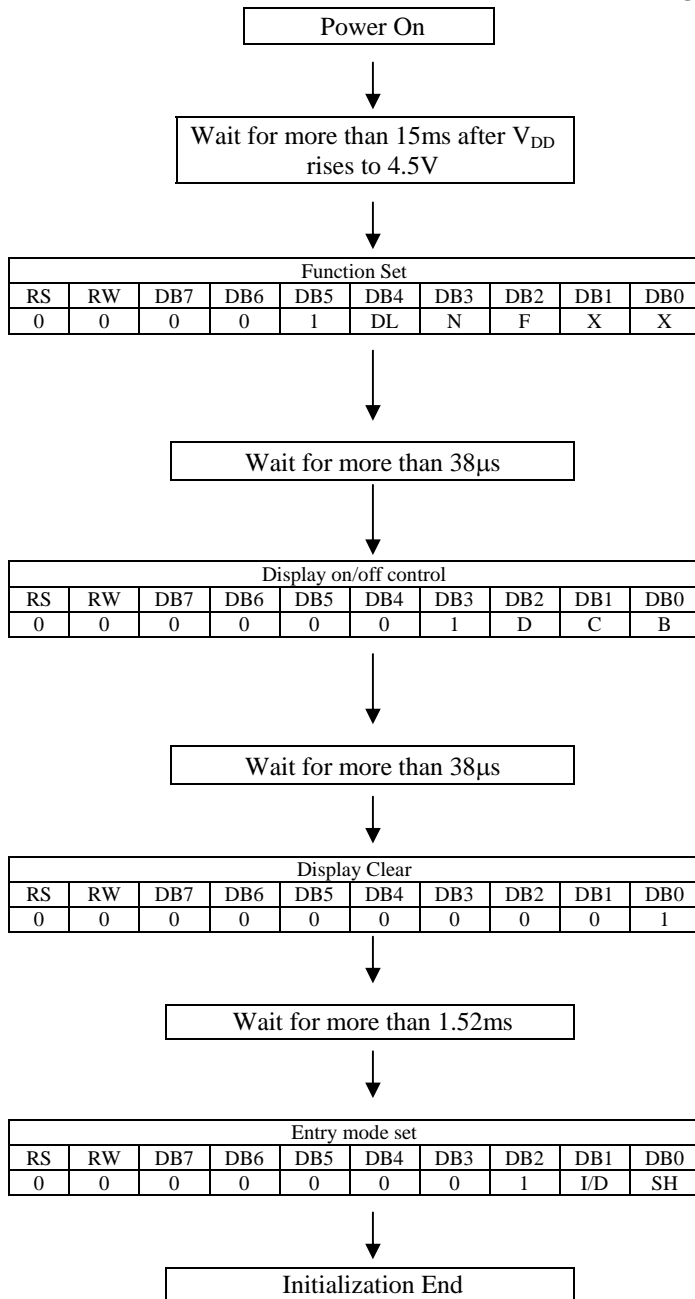 Power On
Wait for more than 15ms after VDD
rises to 4.5V
Function Set
RS RW DB7 DB6 DB5 DB4 DB3 DB2 DB1 DB0
0 0 0 0 1 DL N F X X
Wait for more than 38μs
Display on/off control
RS RW DB7 DB6 DB5 DB4 DB3 DB2 DB1 DB0
0 0 0 0 0 0 1 D C B
Wait for more than 38μs
Display Clear
RS RW DB7 DB6 DB5 DB4 DB3 DB2 DB1 DB0
0 0 0 0 0 0 0 0 0 1
Wait for more than 1.52ms
Entry mode set
RS RW DB7 DB6 DB5 DB4 DB3 DB2 DB1 DB0
0 0 0 0 0 0 0 1 I/D SH
Initialization End